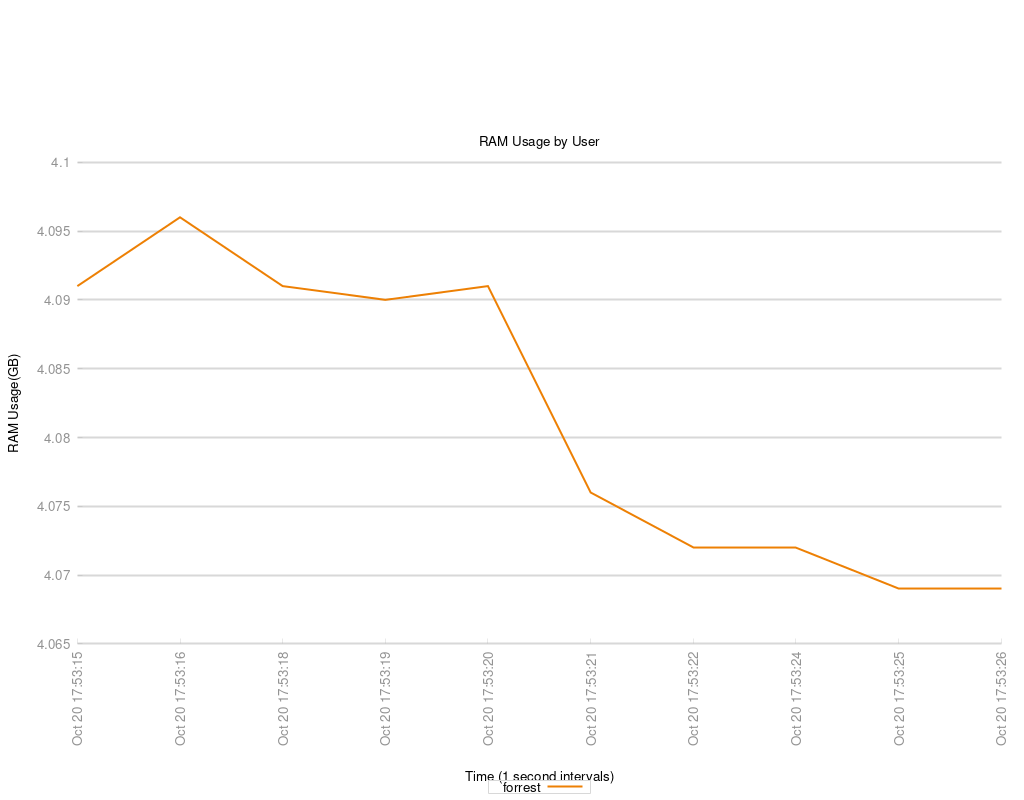 RAM Usage by User
4.1
4.095
4.09
4.085
4.08
4.075
4.07
4.065
RAM Usage(GB)
Oct 20 17:53:15
Oct 20 17:53:16
Oct 20 17:53:18
Oct 20 17:53:19
Oct 20 17:53:20
Oct 20 17:53:21
Oct 20 17:53:22
Oct 20 17:53:24
Oct 20 17:53:25
Oct 20 17:53:26
Time (1 second intervals)
forrest